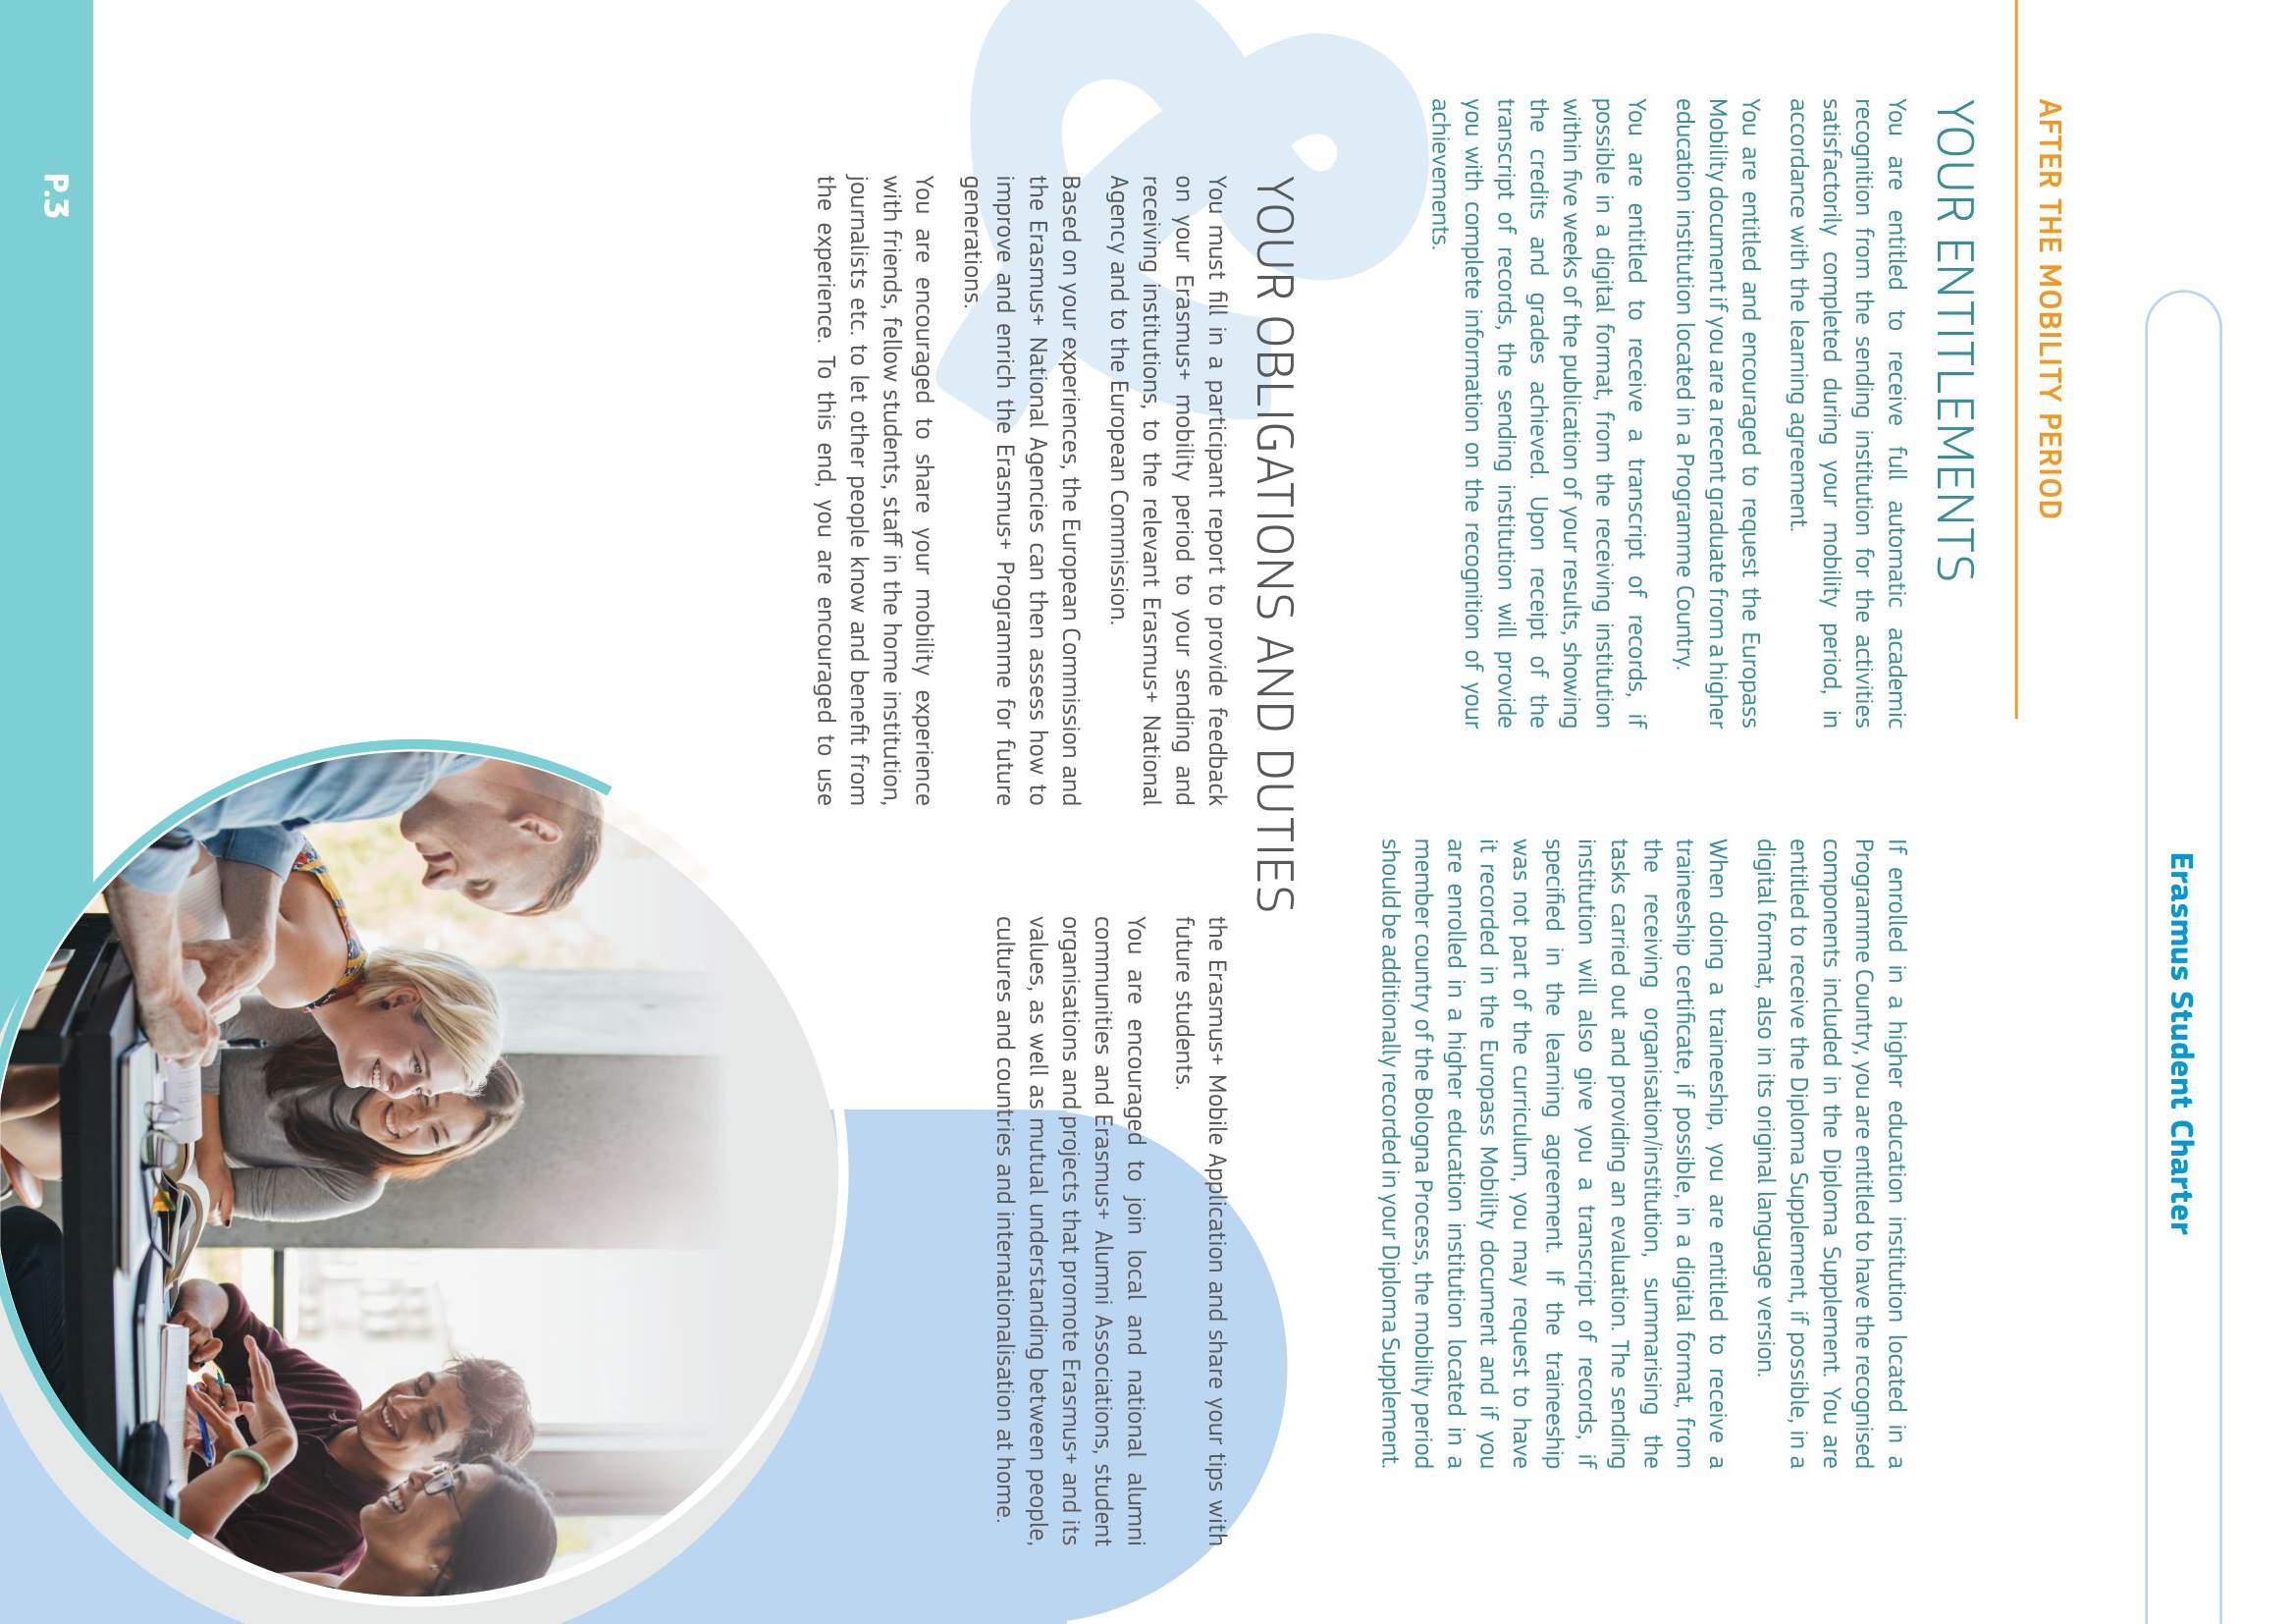 Erasmus Student Charter
AFTER THE MOBILITY PERIOD
YOUR ENTITLEMENTS
You are entitled to receive full automatic academic
recognition from the sending institution for the activities
satisfactorily completed during your mobility period, in
accordance with the learning agreement.
You are entitled and encouraged to request the Europass
Mobility document if you are a recent graduate from a higher
education institution located in a Programme Country.
You are entitled to receive a transcript of records, if
possible in a digital format, from the receiving institution
within five weeks of the publication of your results, showing
the credits and grades achieved. Upon receipt of the
transcript of records, the sending institution will provide
you with complete information on the recognition of your
achievements.
If enrolled in a higher education institution located in a
Programme Country, you are entitled to have the recognised
components included in the Diploma Supplement. You are
entitled to receive the Diploma Supplement, if possible, in a
digital format, also in its original language version.
When doing a traineeship, you are entitled to receive a
traineeship certificate, if possible, in a digital format, from
the receiving organisation/institution, summarising the
tasks carried out and providing an evaluation. The sending
institution will also give you a transcript of records, if
specified in the learning agreement. If the traineeship
was not part of the curriculum, you may request to have
it recorded in the Europass Mobility document and if you
are enrolled in a higher education institution located in a
member country of the Bologna Process, the mobility period
should be additionally recorded in your Diploma Supplement.
&
YOUR OBLIGATIONS AND DUTIES
You must fill in a participant report to provide feedback
on your Erasmus+ mobility period to your sending and
receiving institutions, to the relevant Erasmus+ National
Agency and to the European Commission.
Based on your experiences, the European Commission and
the Erasmus+ National Agencies can then assess how to
improve and enrich the Erasmus+ Programme for future
generations.
You are encouraged to share your mobility experience
with friends, fellow students, staff in the home institution,
journalists etc. to let other people know and benefit from
the experience. To this end, you are encouraged to use
the Erasmus+ Mobile Application and share your tips with
future students.
You are encouraged to join local and national alumni
communities and Erasmus+ Alumni Associations, student
organisations and projects that promote Erasmus+ and its
values, as well as mutual understanding between people,
cultures and countries and internationalisation at home.
P.3